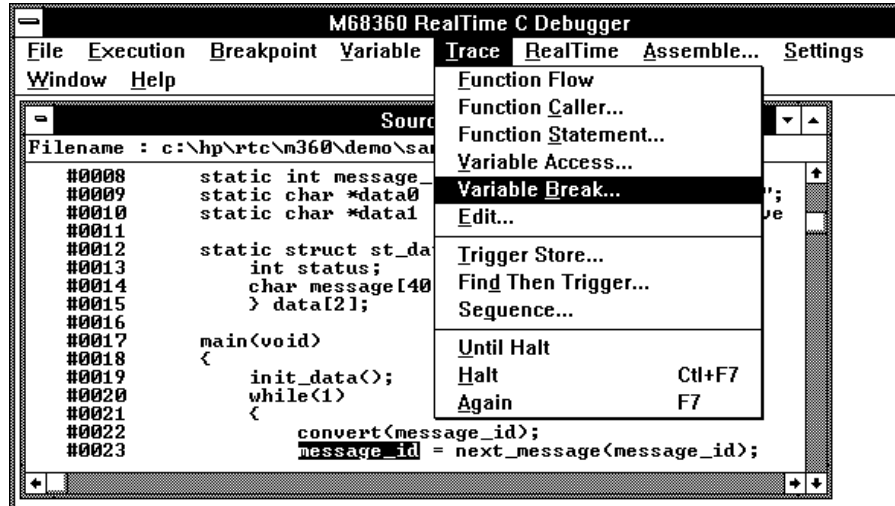 M68360 RealTime C Debugger
File Execution Breakpoint Variable Trace RealTime Assemble... Settings
Window Help
Function Flow
Function Caller...
Function Statement...
Variable Access...
Variable Break...
Edit...
Trigger Store...
Find Then Trigger...
Sequence...
Until Halt
Halt Ctl+F7
Again F7
Filename : c:\hp\rtc\m360\demo\
#0008 static int message_
#0009 static char *data0 ";
#0010 static char *data1
#0011
#0012 static struct
#0013 int status;
#0014 char message[40
#0015 } data[2];
#0016
#0017 main(void)
#0018 {
#0019 init_data();
#0020 while(1)
#0021 {
#0022 convert(message_id);
#0023 message_id = next_message(message_id);